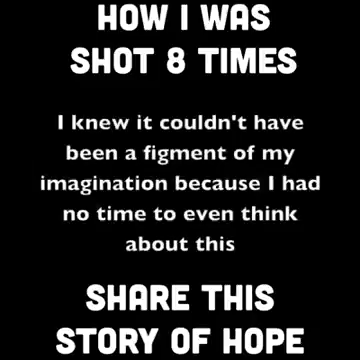 HOW I WAS
SHOT 8 TIMES
I knew it couldn't have
been a figment of my
imagination because I had
no time to even think
about this
SHARE THIS
STORY OF HOPE